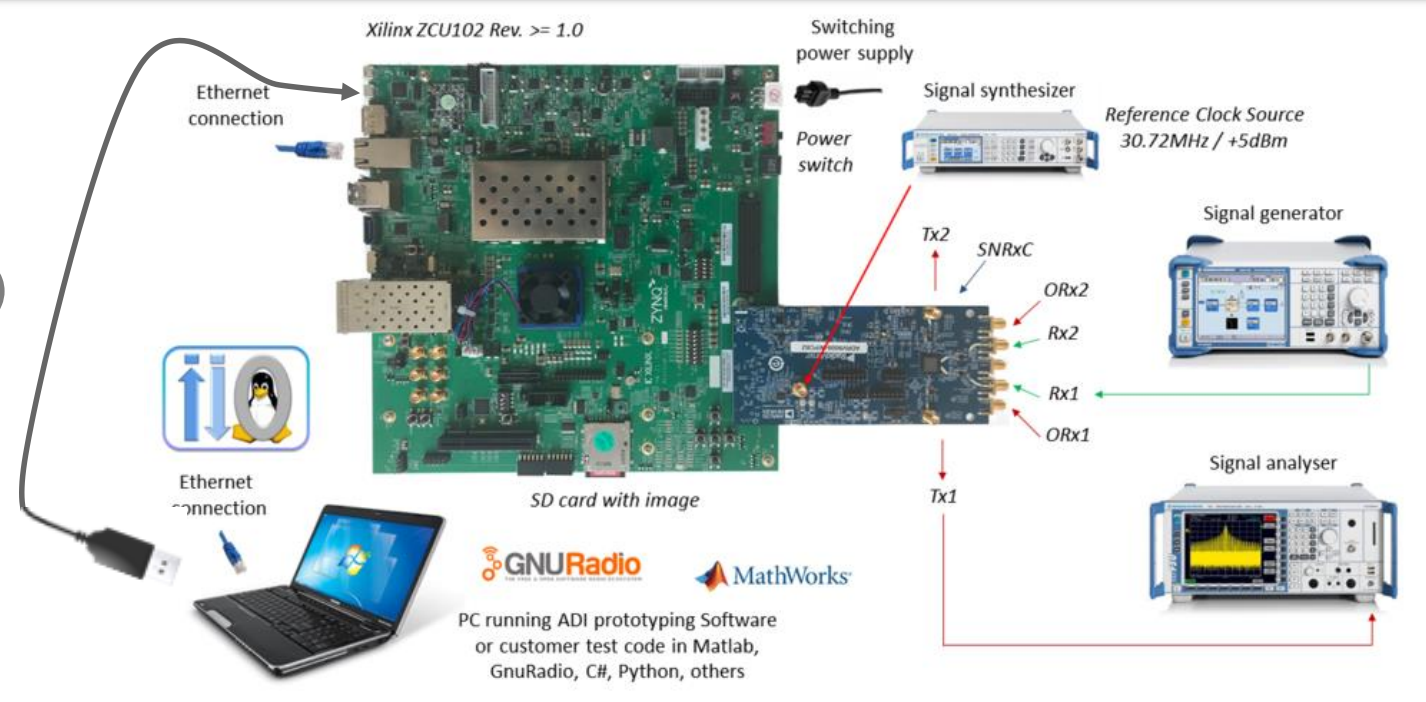 Xilinx ZCU102 Rev. >= 1.0
Switching
power supply
Ethernet
connection
Signal synthesizer
Reference Clock Source
30.72MHz / +5dBm
Power
switch
Signal generator
Tx2
SNRxC
ORx2
Rx2
Rx1
ORx1
ZYNQ
XILINX
Ethernet
connection
SD card with image
Tx1
Signal analyser
GNURadio
THE FREE & OPEN SOFTWARE RADIO ECOSYSTEM
MathWorks
PC running ADI prototyping Software
or customer test code in Matlab,
GnuRadio, C#, Python, others